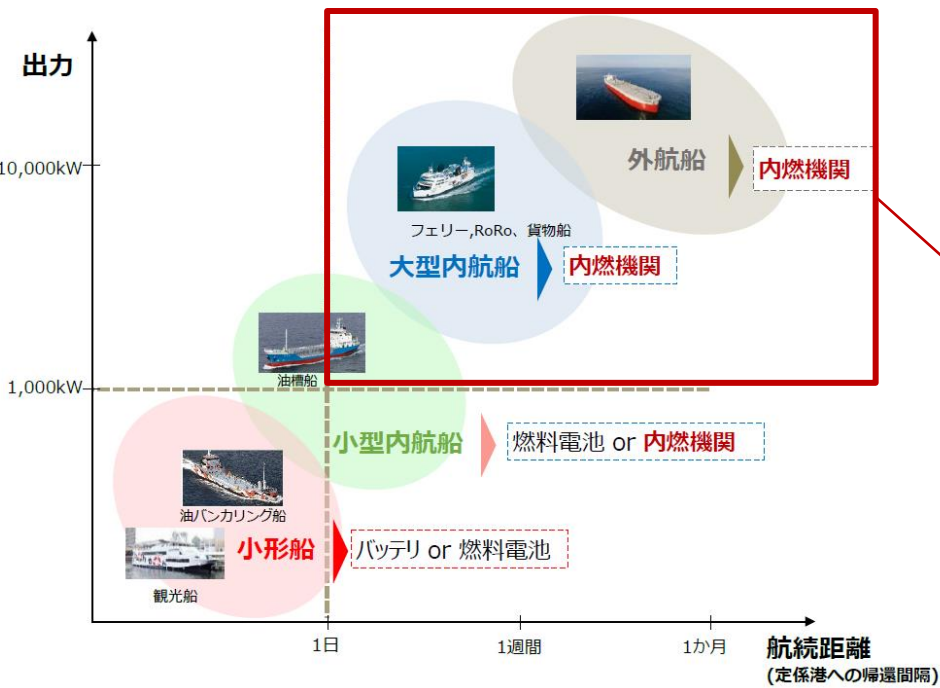 出力
10,000kW
外航船
内燃機関
フェリー,RoRo、貨物船
大型内航船
内燃機関
油槽船
1,000kW
小型内航船
燃料電池 or 内燃機関
油バンカリング船
小形船
バッテリ or 燃料電池
観光船
1日
1週間
1か月
航続距離
(定係港への帰還間隔)